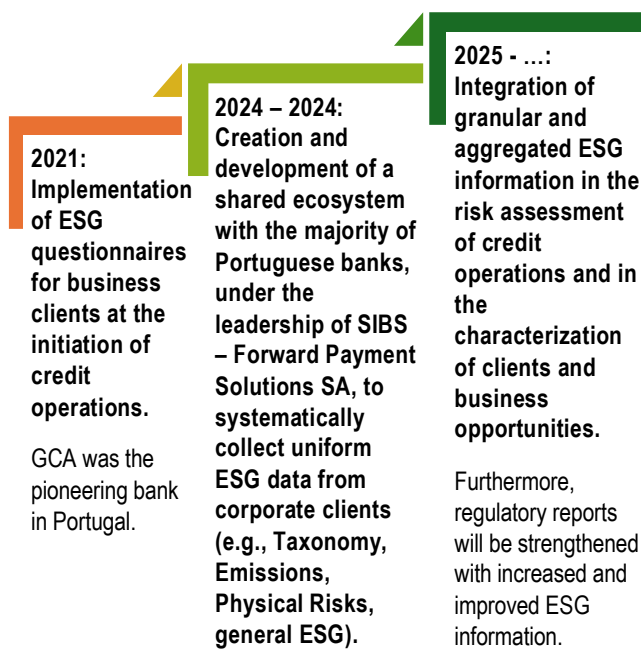 2021:
Implementation
of ESG
questionnaires
for business
clients at the
initiation of
credit
operations.
GCA was the
pioneering bank
in Portugal.
2024 – 2024:
Creation and
development of a
shared ecosystem
with the majority of
Portuguese banks,
under the
leadership of SIBS
– Forward Payment
Solutions SA, to
systematically
collect uniform
ESG data from
corporate clients
(e.g., Taxonomy,
Emissions,
Physical Risks,
general ESG).
2025 - …:
Integration of
granular and
aggregated ESG
information in the
risk assessment
of credit
operations and in
the
characterization
of clients and
business
opportunities.
Furthermore,
regulatory reports
will be strengthened
with increased and
improved ESG
information.